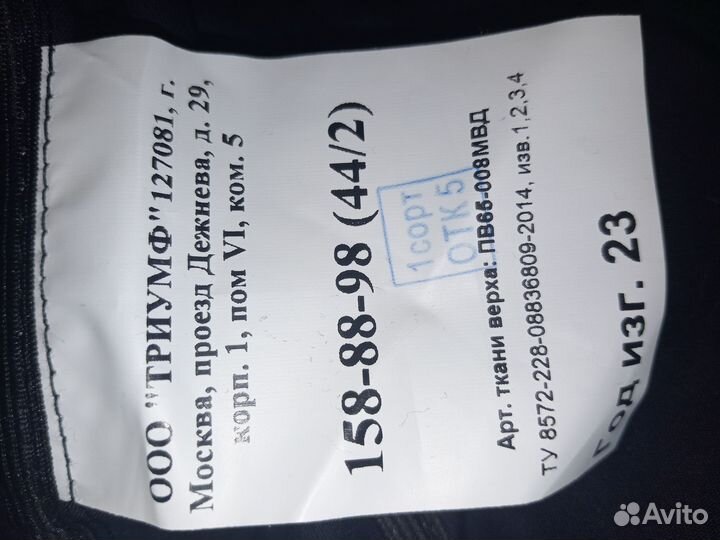 ООО "ТРИУМФ"127081, г.
Москва, проезд Дежнева, д. 29,
корп. 1, пом VI, ком. 5
158-88-98 (44/2)
1 сорт
ОТК 5
Арт. ткани верха: ПВ65-008МВД
ТУ 8572-228-08836809-2014, изв.1,2,3,4
Год изг. 23
Avito